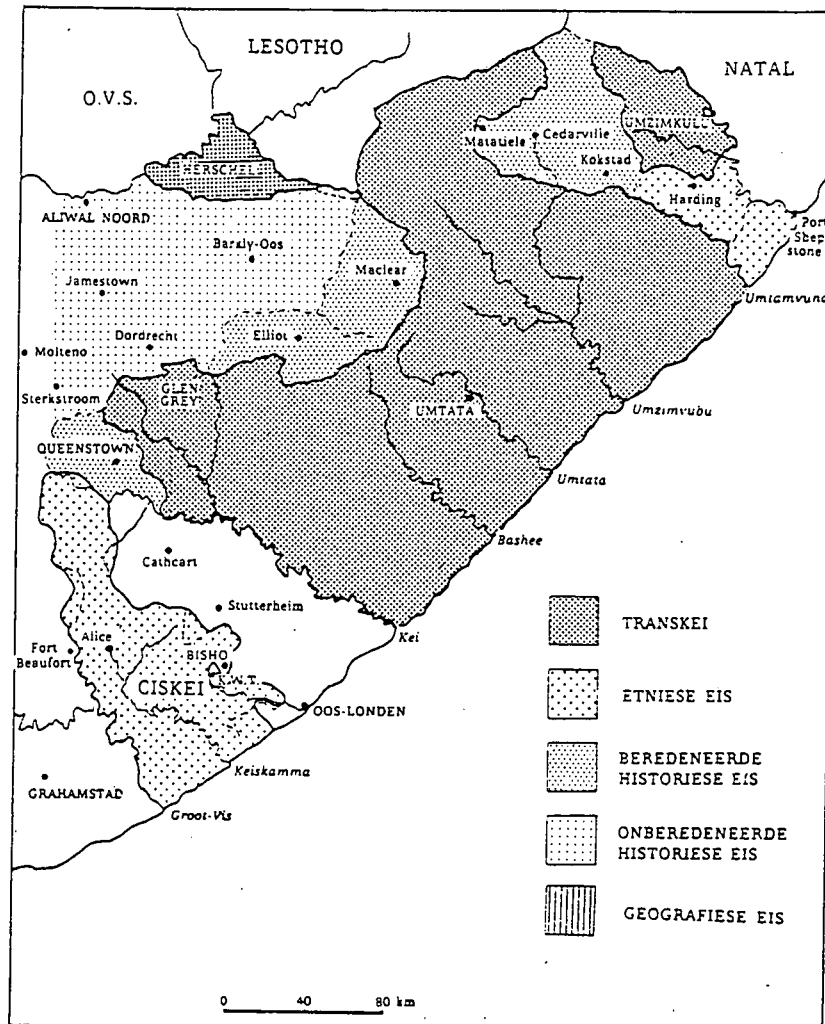 LESOTHO
NATAL
O.V.S.
UMZIMKULU
Matatiele
Cedarville
HERSCHEL
Kokstad
Harding
ALIWAL NOORD
Port
Shep
stone
Barkly-Oos
Maclear
Jamestown
Umtamvuna
Dordrecht
Elliot
Molteno
GLEN
GREY
Sterkstroom
UMTATA
Umzimvubu
QUEENSTOWN
Umtata
Bashee
Cathcart
Stutterheim
TRANSKEI
Kei
Fort
Beaufort
Alice
BISHO
K.W.T.
CISKEI
ETNIESE EIS
OOS-LONDEN
Keiskamma
BEREDENEERDE
HISTORIESE EIS
GRAHAMSTAD
Groot-Vis
ONBEREDENEERDE
HISTORIESE EIS
GEOGRAFIESE EIS
0 40 80 km